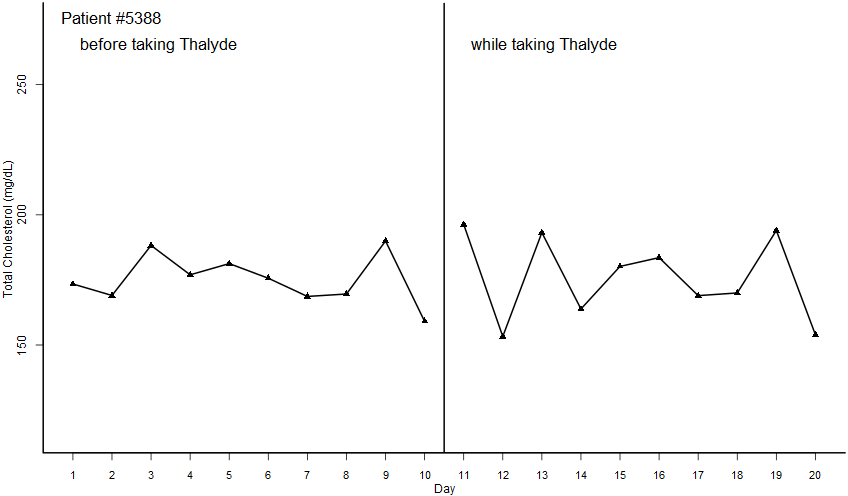 Patient #5388
before taking Thalyde
while taking Thalyde
Total Cholesterol (mg/dL)
250
200
150
1 2 3 4 5 6 7 8 9 10 11 12 13 14 15 16 17 18 19 20
Day